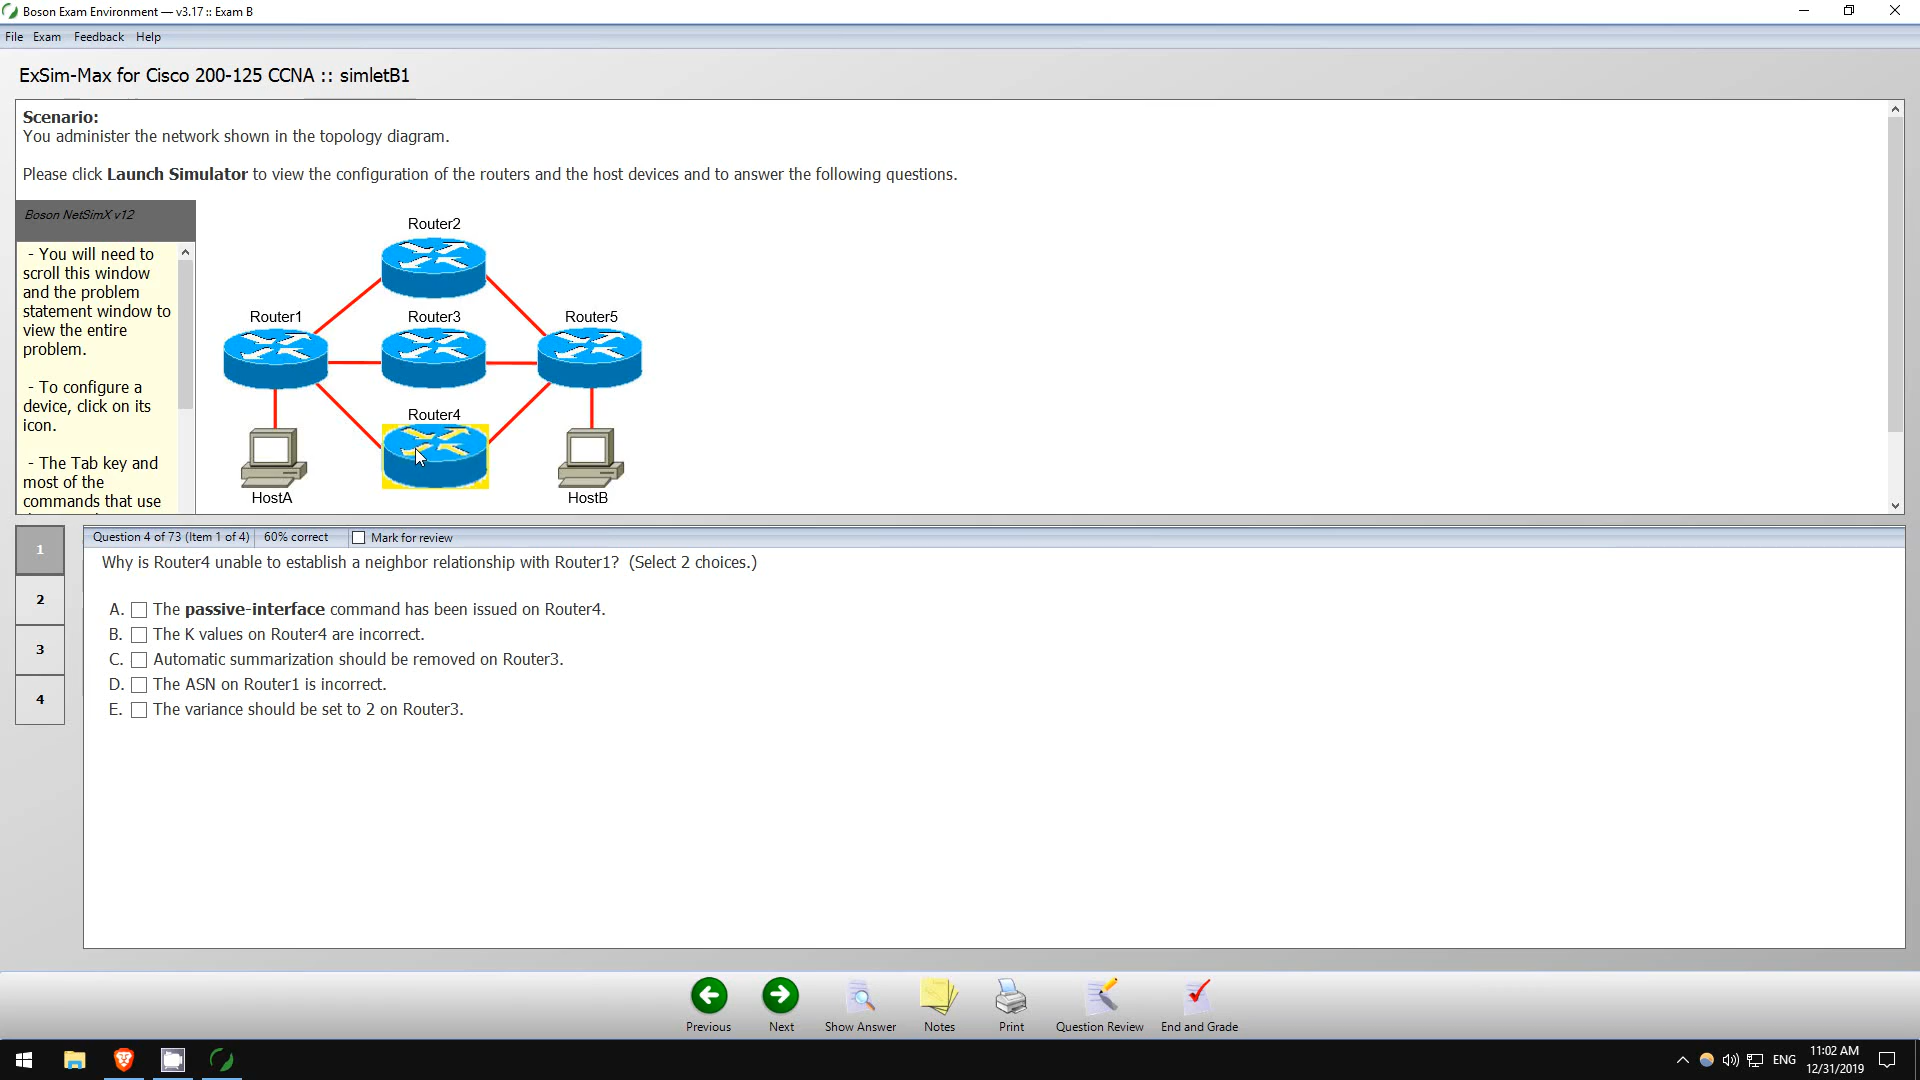 Boson Exam Environment — v3.17 :: Exam B
File Exam Feedback Help
ExSim-Max for Cisco 200-125 CCNA :: simletB1
Scenario:
You administer the network shown in the topology diagram.
Please click Launch Simulator to view the configuration of the routers and the host devices and to answer the following questions.
Boson NetSimX v12
- You will need to
scroll this window
and the problem
statement window to
view the entire
problem.
- To configure a
device, click on its
icon.
- The Tab key and
most of the
commands that use
Router2
Router1
Router3
Router5
Router4
HostA
HostB
1
2
3
4
Question 4 of 73 (Item 1 of 4) 60% correct Mark for review
Why is Router4 unable to establish a neighbor relationship with Router1? (Select 2 choices.)
A. The passive-interface command has been issued on Router4.
B. The K values on Router4 are incorrect.
C. Automatic summarization should be removed on Router3.
D. The ASN on Router1 is incorrect.
E. The variance should be set to 2 on Router3.
Previous Next Show Answer Notes Print Question Review End and Grade
ENG
11:02 AM
12/31/2019